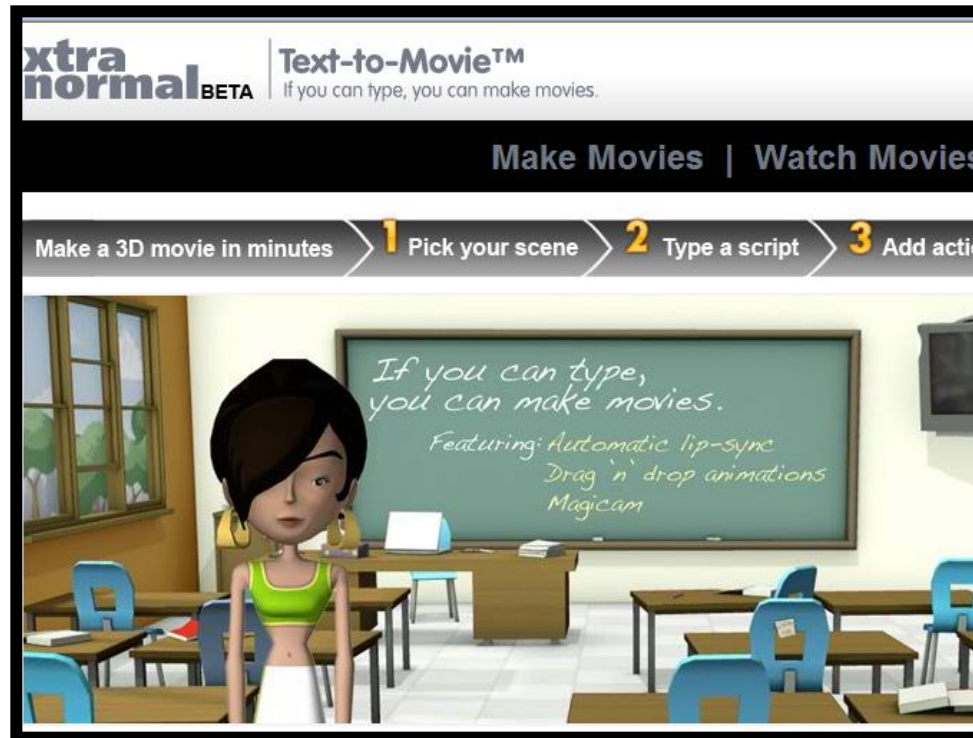 xtra
normal BETA
Text-to-Movie™
If you can type, you can make movies.
Make Movies | Watch Movies
Make a 3D movie in minutes 1 Pick your scene 2 Type a script 3 Add acti
If you can type,
you can make movies.
Featuring: Automatic lip-sync
Drag 'n' drop animations
Magicam